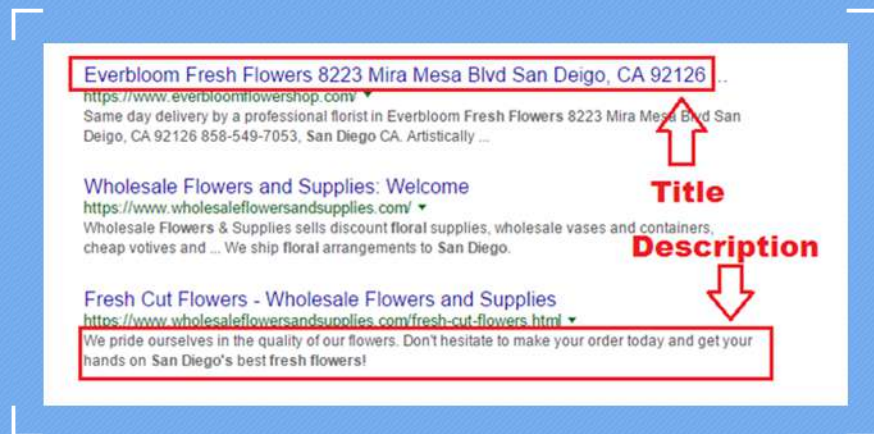 Everbloom Fresh Flowers 8223 Mira Mesa Blvd San Deigo, CA 92126 ...
https://www.everbloomflowershop.com/
Same day delivery by a professional florist in Everbloom Fresh Flowers 8223 Mira Mesa Blvd San
Deigo, CA 92126 858-549-7053, San Diego CA. Artistically ...
Title
Wholesale Flowers and Supplies: Welcome
https://www.wholesaleflowersandsupplies.com/
Wholesale Flowers & Supplies sells discount floral supplies, wholesale vases and containers,
cheap votives and ... We ship floral arrangements to San Diego.
Description
Fresh Cut Flowers - Wholesale Flowers and Supplies
https://www.wholesaleflowersandsupplies.com/fresh-cut-flowers.html
We pride ourselves in the quality of our flowers. Don't hesitate to make your order today and get your
hands on San Diego's best fresh flowers!